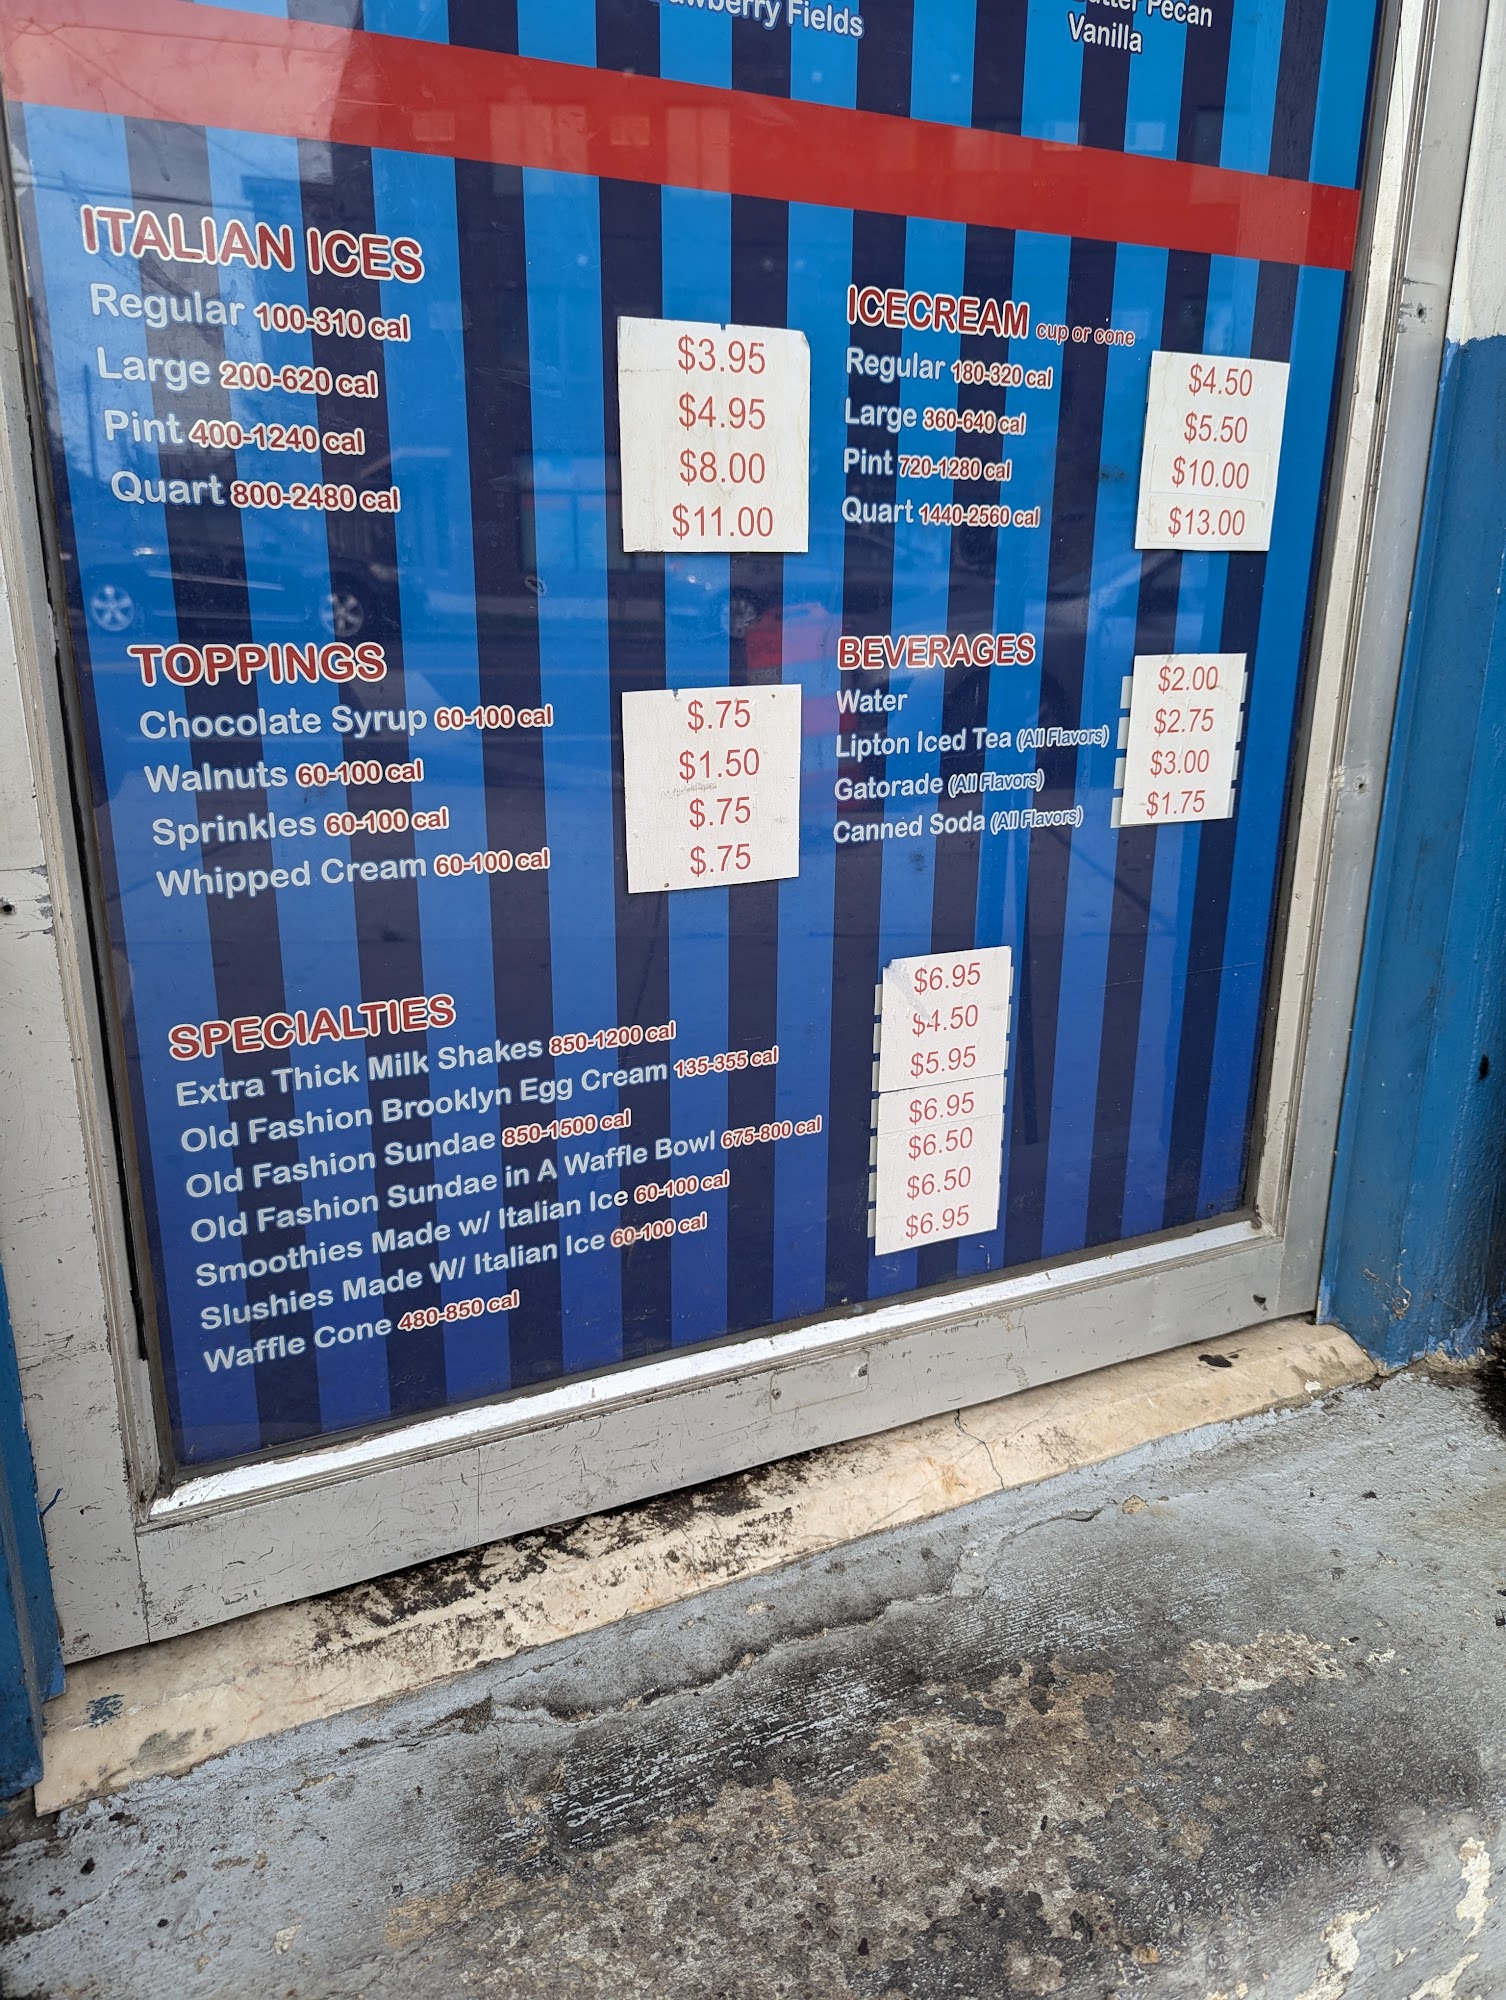 Fields
Pecan
Vanilla
ITALIAN ICES
Regular 100-310 cal $3.95
Large 200-620 cal $4.95
Pint 400-1240 cal $8.00
Quart 800-2480 cal $11.00
ICECREAM cup or cone
Regular 180-320 cal $4.50
Large 360-640 cal $5.50
Pint 720-1280 cal $10.00
Quart 1440-2560 cal $13.00
TOPPINGS
Chocolate Syrup 60-100 cal $.75
Walnuts 60-100 cal $1.50
Sprinkles 60-100 cal $.75
Whipped Cream 60-100 cal $.75
BEVERAGES
Water $2.00
Lipton Iced Tea (All Flavors) $2.75
Gatorade (All Flavors) $3.00
Canned Soda (All Flavors) $1.75
SPECIALTIES
Extra Thick Milk Shakes 850-1200 cal $6.95
Old Fashion Brooklyn Egg Cream 135-355 cal $4.50
Old Fashion Sundae 850-1500 cal $5.95
Old Fashion Sundae in A Waffle Bowl 675-800 cal $6.95
Smoothies Made w/ Italian Ice 60-100 cal $6.50
Slushies Made W/ Italian Ice 60-100 cal $6.50
Waffle Cone 480-850 cal $6.95